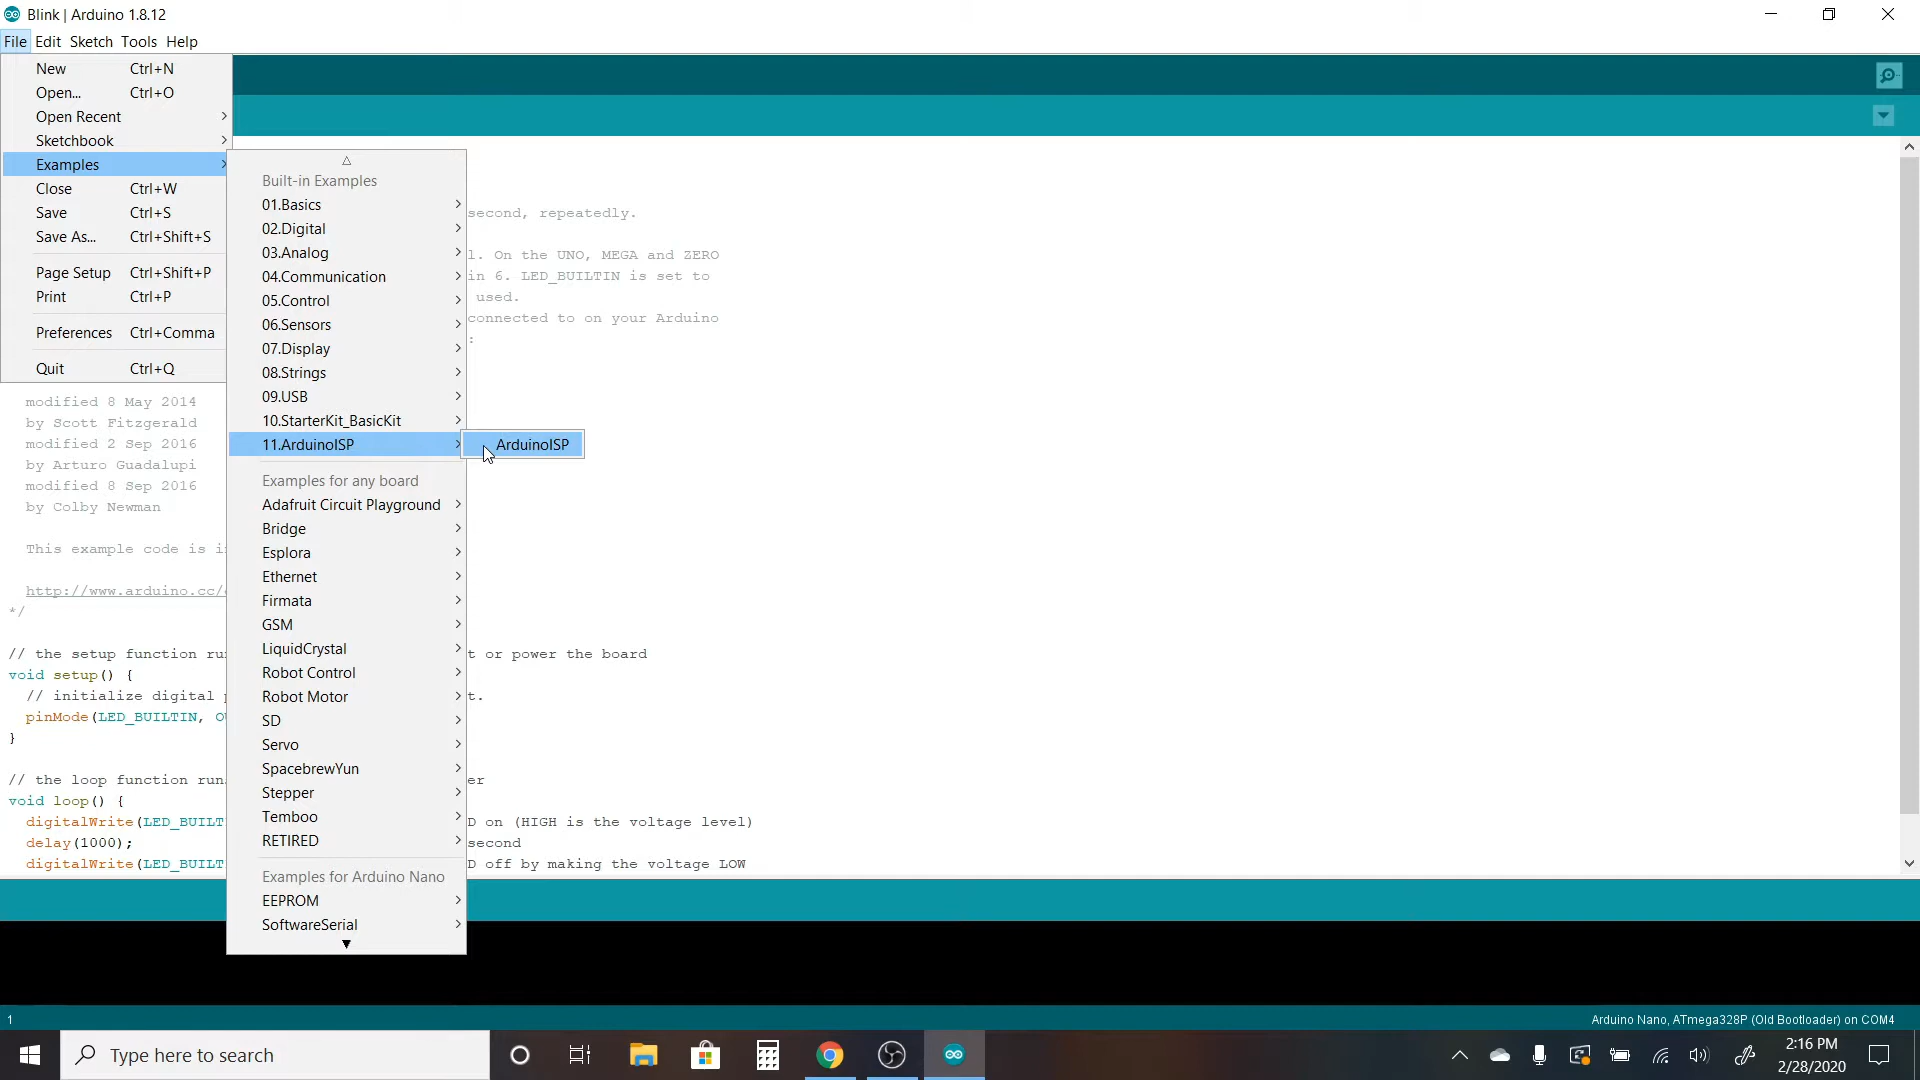 Blink | Arduino 1.8.12
File Edit Sketch Tools Help
New Ctrl+N
Open... Ctrl+O
Open Recent
Sketchbook
Examples
Close Ctrl+W
Save Ctrl+S
Save As... Ctrl+Shift+S
Page Setup Ctrl+Shift+P
Print Ctrl+P
Preferences Ctrl+Comma
Quit Ctrl+Q
Built-in Examples
01.Basics
02.Digital
03.Analog
04.Communication
05.Control
06.Sensors
07.Display
08.Strings
09.USB
10.StarterKit_BasicKit
11.ArduinoISP
ArduinoISP
Examples for any board
Adafruit Circuit Playground
Bridge
Esplora
Ethernet
Firmata
GSM
LiquidCrystal
Robot Control
Robot Motor
SD
Servo
SpacebrewYun
Stepper
Temboo
RETIRED
Examples for Arduino Nano
EEPROM
SoftwareSerial
second, repeatedly.
l. On the UNO, MEGA and ZERO
in 6. LED_BUILTIN is set to
used.
connected to on your Arduino
:
modified 8 May 2014
by Scott Fitzgerald
modified 2 Sep 2016
by Arturo Guadalupi
modified 8 Sep 2016
by Colby Newman
This example code is i
http://www.arduino.cc/
*/
// the setup function ru t or power the board
void setup() {
// initialize digital t.
pinMode(LED_BUILTIN, O
}
// the loop function run er
void loop() {
digitalWrite(LED_BUILT D on (HIGH is the voltage level)
delay(1000); second
digitalWrite(LED_BUILT D off by making the voltage LOW
1
Arduino Nano, ATmega328P (Old Bootloader) on COM4
Type here to search
2:16 PM
2/28/2020